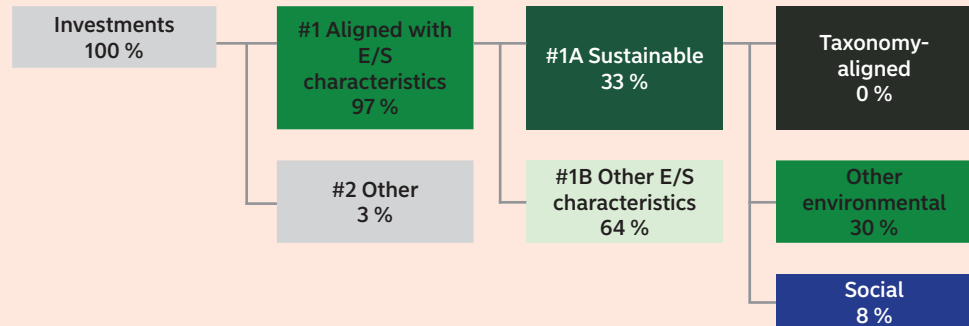 Investments
100 %
#1 Aligned with
E/S
characteristics
97 %
#1A Sustainable
33 %
Taxonomy-
aligned
0 %
#2 Other
3 %
#1B Other E/S
characteristics
64 %
Other
environmental
30 %
Social
8 %